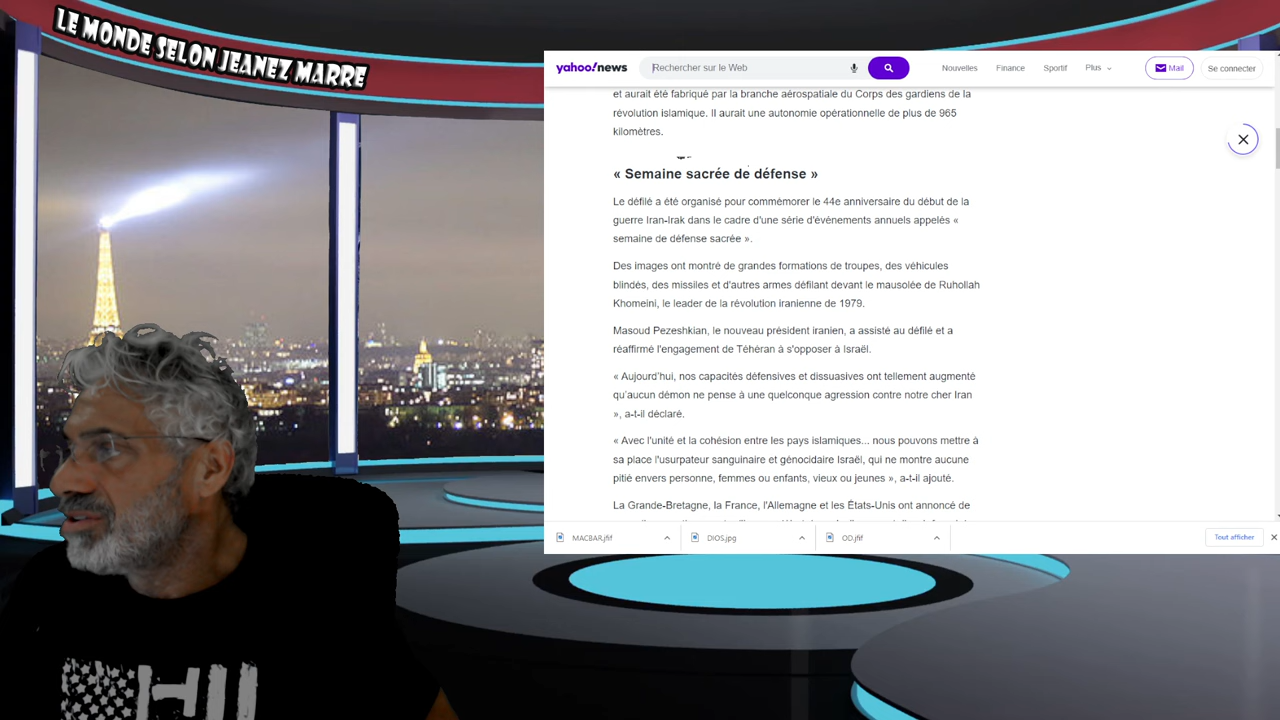 LE MONDE SELON JEANEZ MARRE
yahoo!news
Rechercher sur le Web
Nouvelles
Finance
Sportif
Plus
Mail
Se connecter
et aurait été fabriqué par la branche aérospatiale du Corps des gardiens de la
révolution islamique. Il aurait une autonomie opérationnelle de plus de 965
kilomètres.
« Semaine sacrée de défense »
Le défilé a été organisé pour commémorer le 44e anniversaire du début de la
guerre Iran-Irak dans le cadre d'une série d'événements annuels appelés «
semaine de défense sacrée ».
Des images ont montré de grandes formations de troupes, des véhicules
blindés, des missiles et d'autres armes défilant devant le mausolée de Ruhollah
Khomeini, le leader de la révolution iranienne de 1979.
Masoud Pezeshkian, le nouveau président iranien, a assisté au défilé et a
réaffirmé l'engagement de Téhéran à s'opposer à Israël.
« Aujourd'hui, nos capacités défensives et dissuasives ont tellement augmenté
qu'aucun démon ne pense à une quelconque agression contre notre cher Iran
», a-t-il déclaré.
« Avec l'unité et la cohésion entre les pays islamiques... nous pouvons mettre à
sa place l'usurpateur sanguinaire et génocidaire Israël, qui ne montre aucune
pitié envers personne, femmes ou enfants, vieux ou jeunes », a-t-il ajouté.
La Grande-Bretagne, la France, l'Allemagne et les États-Unis ont annoncé de
MACBAR.jfif
DIOS.jpg
OD.jfif
Tout afficher